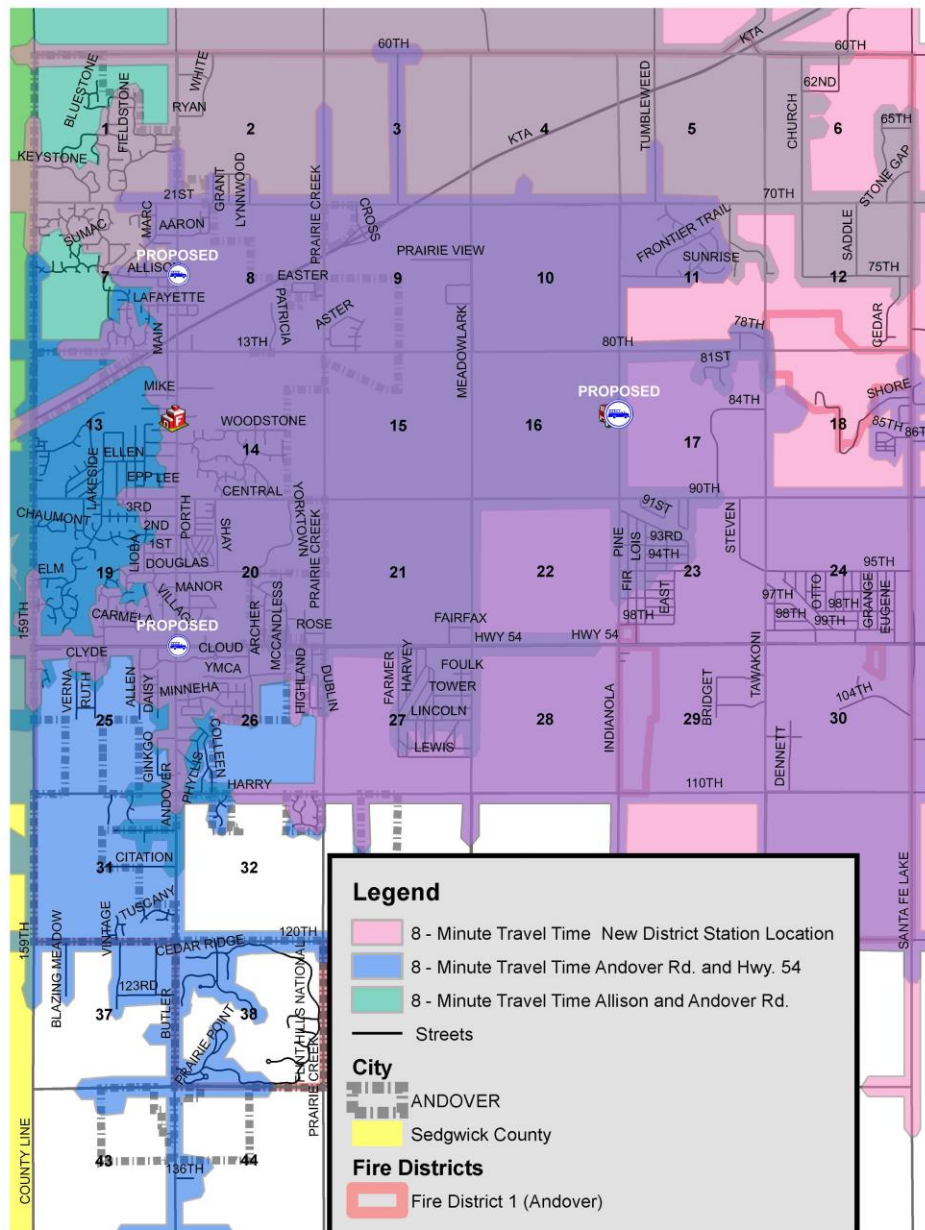 60TH
KTA
60TH
WHITE
BLUESTONE
FIELDSTONE
62ND
RYAN
TUMBLEWEED
CHURCH
65TH
1
2
3
4
5
6
KTA
KEYSTONE
STONE GAP
21ST
GRANT
LYNNWOOD
PRAIRIE CREEK
70TH
SUMAC
MARC
AARON
CROSS
FRONTIER TRAIL
SADDLE
PROPOSED
PRAIRIE VIEW
SUNRISE
ALLISON
EASTER
75TH
7
8
9
10
11
12
LAFAYETTE
PATRICIA
ASTER
MAIN
13TH
MEADOWLARK
80TH
78TH
CEDAR
81ST
MIKE
PROPOSED
84TH
SHORE
13
WOODSTONE
14
15
16
17
18
85TH
86TH
ELLEN
LAKESIDE
EPP LEE
CENTRAL
90TH
3RD
CHAUMONT
2ND
PORTH
SHAY
YORKTOWN
PRAIRIE CREEK
91ST
STEVEN
1ST
LIOBA
PINE
LOIS
93RD
94TH
DOUGLAS
ELM
19
20
21
22
23
24
95TH
MANOR
FIR
EAST
97TH
OTTO
98TH
GRANGE
EUGENE
VILLAGE
CARMELA
ARCHER
MCCANDLESS
98TH
98TH
99TH
159TH
PROPOSED
ROSE
FAIRFAX
HWY 54
HWY 54
CLYDE
CLOUD
YMCA
FOULK
VERNA
RUTH
ALLEN
DAISY
MINNEHA
HIGHLAND
DUBLIN
FARMER
HARVEY
TOWER
INDIANOLA
BRIDGET
TAWAKONI
104TH
LINCOLN
25
26
27
28
29
30
GINKGO
PHYLLIS
COLLEEN
LEWIS
DENNETT
HARRY
110TH
ANDOVER
CITATION
31
32
TUSCANY
VINTAGE
159TH
BLAZING MEADOW
CEDAR RIDGE
120TH
SANTA FE LAKE
123RD
37
BUTLER
38
PRAIRIE POINT
FLINT HILLS NATIONAL
PRAIRIE CREEK
COUNTY LINE
43
136TH
44
Legend
8 - Minute Travel Time New District Station Location
8 - Minute Travel Time Andover Rd. and Hwy. 54
8 - Minute Travel Time Allison and Andover Rd.
Streets
City
ANDOVER
Sedgwick County
Fire Districts
Fire District 1 (Andover)